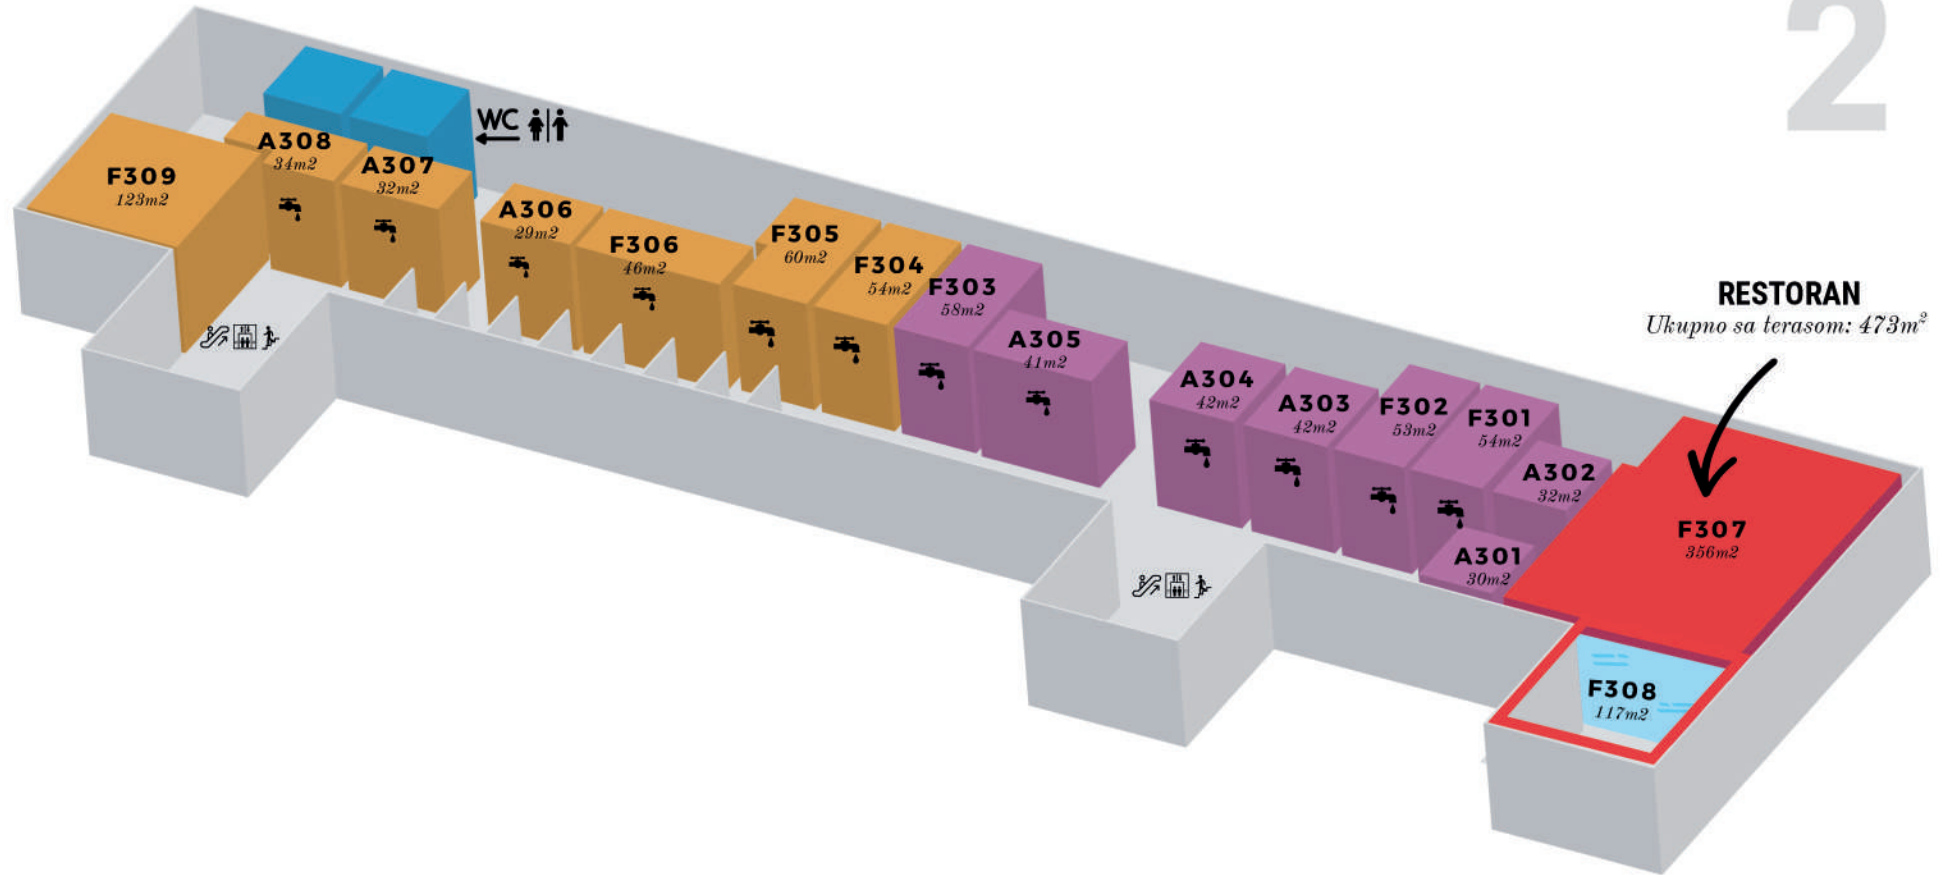 2
WC
A308
34m2
A307
32m2
F309
123m2
A306
29m2
F306
46m2
F305
60m2
F304
54m2
F303
58m2
A305
41m2
A304
42m2
A303
42m2
F302
53m2
F301
54m2
A302
32m2
A301
30m2
RESTORAN
Ukupno sa terasom: 473m²
F307
356m2
F308
117m2